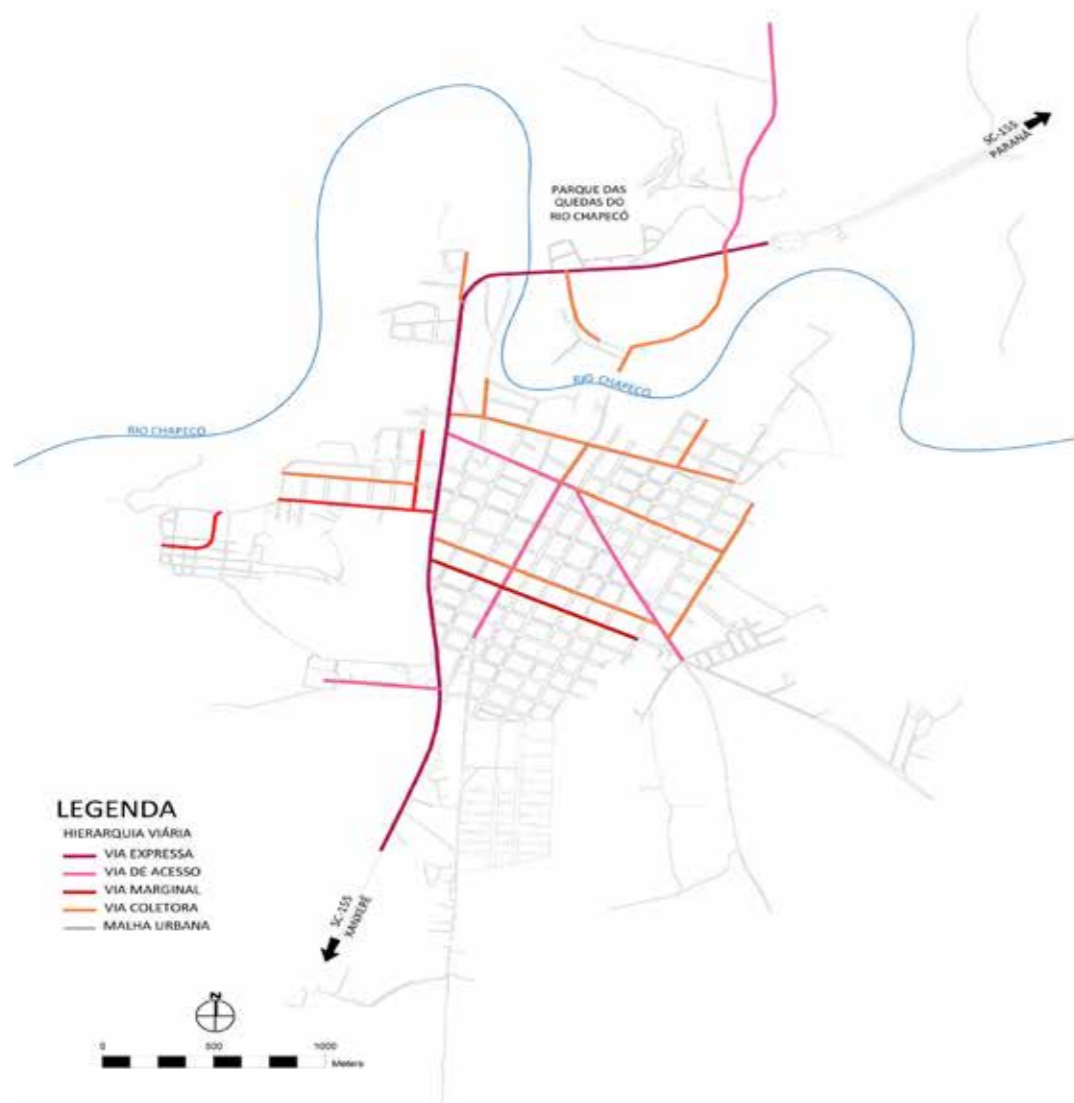 SC-155
PARANÁ
PARQUE DAS
QUEDAS DO
RIO CHAPECÓ
RIO CHAPECÓ
RIO CHAPECÓ
LEGENDA
HIERARQUIA VIÁRIA
VIA EXPRESSA
VIA DE ACESSO
VIA MARGINAL
VIA COLETORA
MALHA URBANA
SC-155
XANXERÊ
N
0 500 1000
Meters